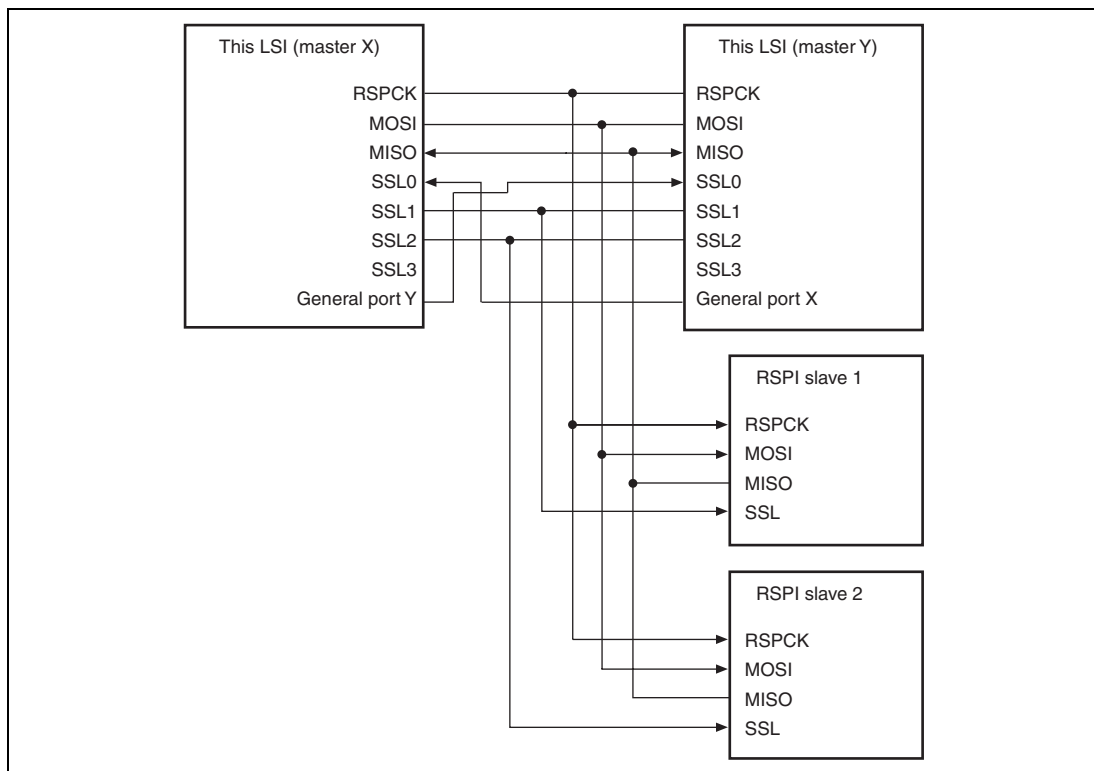 This LSI (master X)
RSPCK
MOSI
MISO
SSL0
SSL1
SSL2
SSL3
General port Y
This LSI (master Y)
RSPCK
MOSI
MISO
SSL0
SSL1
SSL2
SSL3
General port X
RSPI slave 1
RSPCK
MOSI
MISO
SSL
RSPI slave 2
RSPCK
MOSI
MISO
SSL